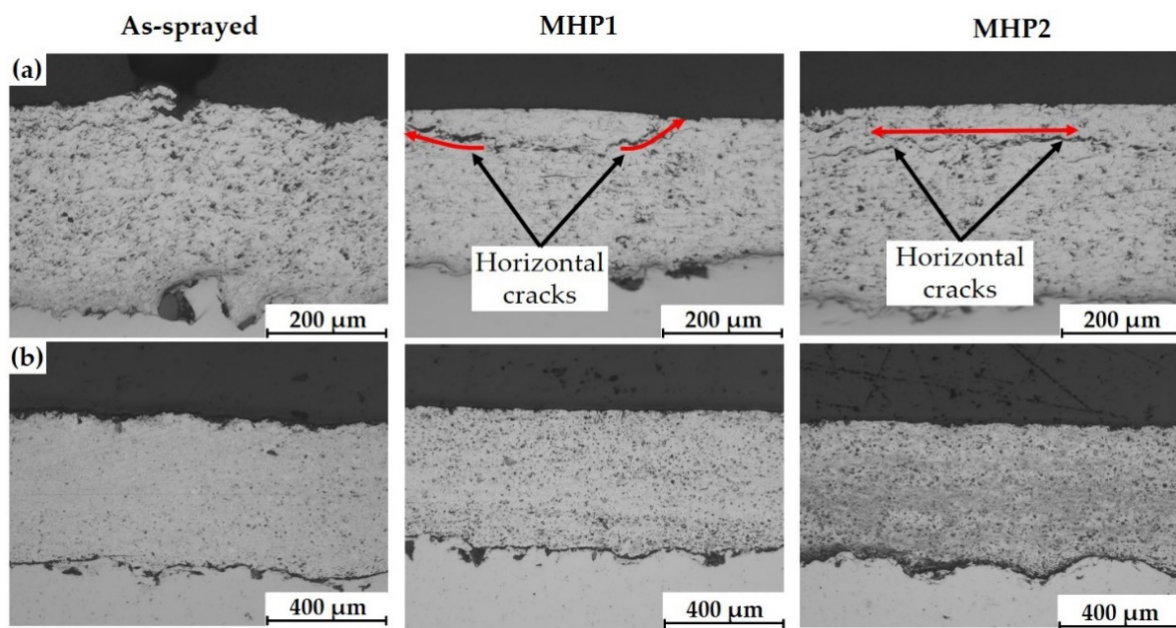 As-sprayed
MHP1
MHP2
(a)
Horizontal
cracks
Horizontal
cracks
200 µm
200 µm
200 µm
(b)
400 µm
400 µm
400 µm